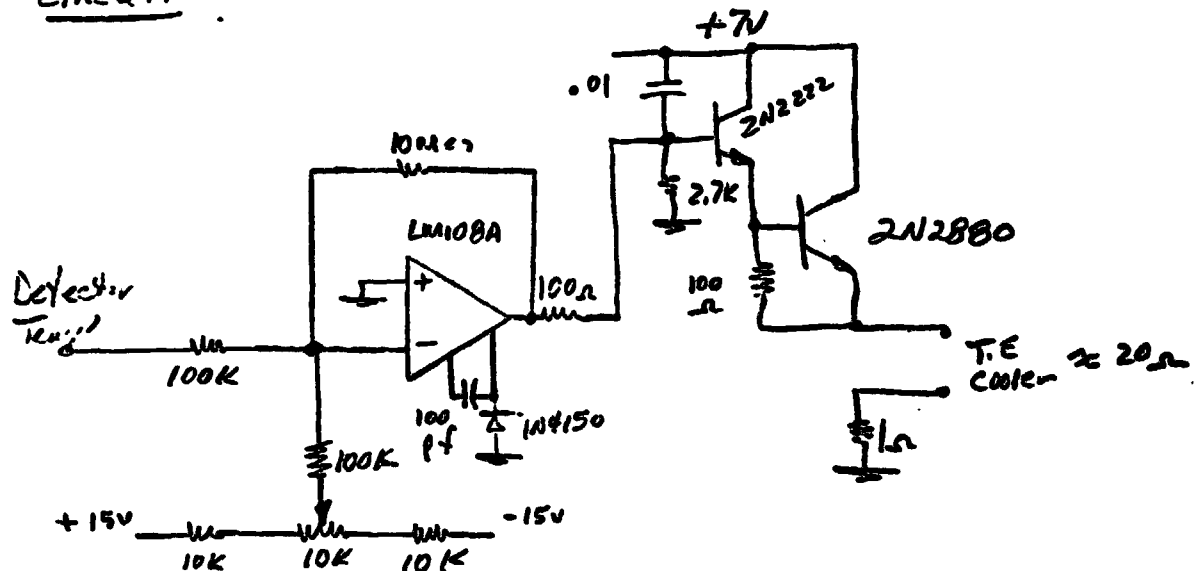 +7V
.01
2N2222
10M
2.7K
LM108A
2N2880
100Ω
100
Ω
Detector
100K
T.E
Cooler ≈ 20Ω
100
pf
1N4150
1Ω
100K
+15V
-15V
10K
10K
10K
+
-